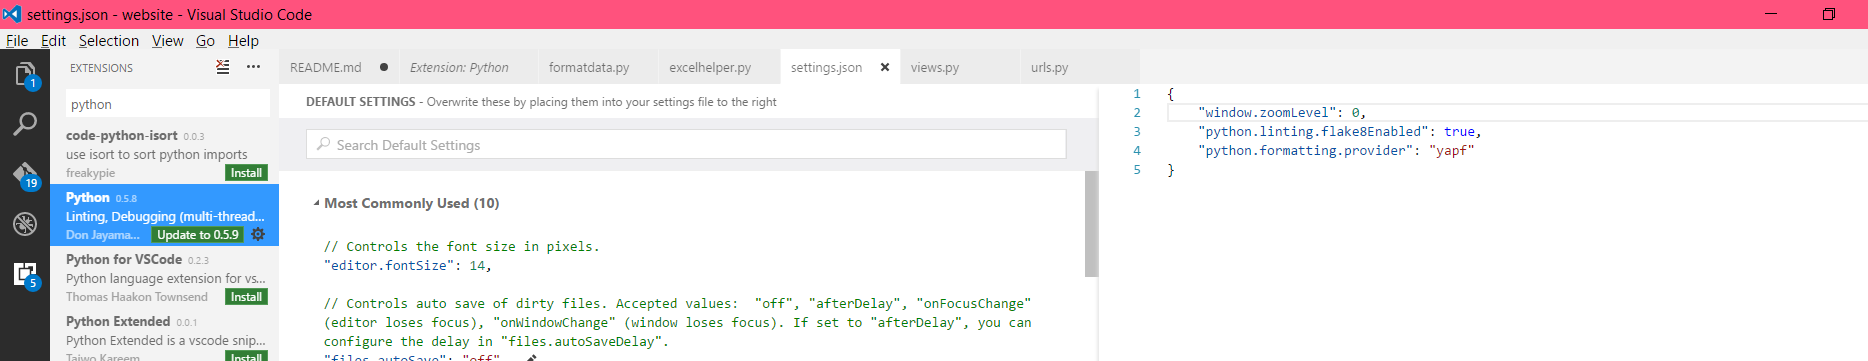 settings.json - website - Visual Studio Code
File Edit Selection View Go Help
EXTENSIONS
python
code-python-isort 0.0.3
use isort to sort python imports
freakypie Install
Python 0.5.8
Linting, Debugging (multi-thread...
Don Jayama... Update to 0.5.9
Python for VSCode 0.2.3
Python language extension for vs...
Thomas Haakon Townsend Install
Python Extended 0.0.1
Python Extended is a vscode snip...
Taiwo Kareem Install
1
19
5
README.md Extension: Python formatdata.py excelhelper.py settings.json views.py urls.py
DEFAULT SETTINGS - Overwrite these by placing them into your settings file to the right
Search Default Settings
Most Commonly Used (10)
// Controls the font size in pixels.
"editor.fontSize": 14,
// Controls auto save of dirty files. Accepted values:  "off", "afterDelay", "onFocusChange"
(editor loses focus), "onWindowChange" (window loses focus). If set to "afterDelay", you can
configure the delay in "files.autoSaveDelay".
"files.autoSave": "off"
1 {
2 "window.zoomLevel": 0,
3 "python.linting.flake8Enabled": true,
4 "python.formatting.provider": "yapf"
5 }